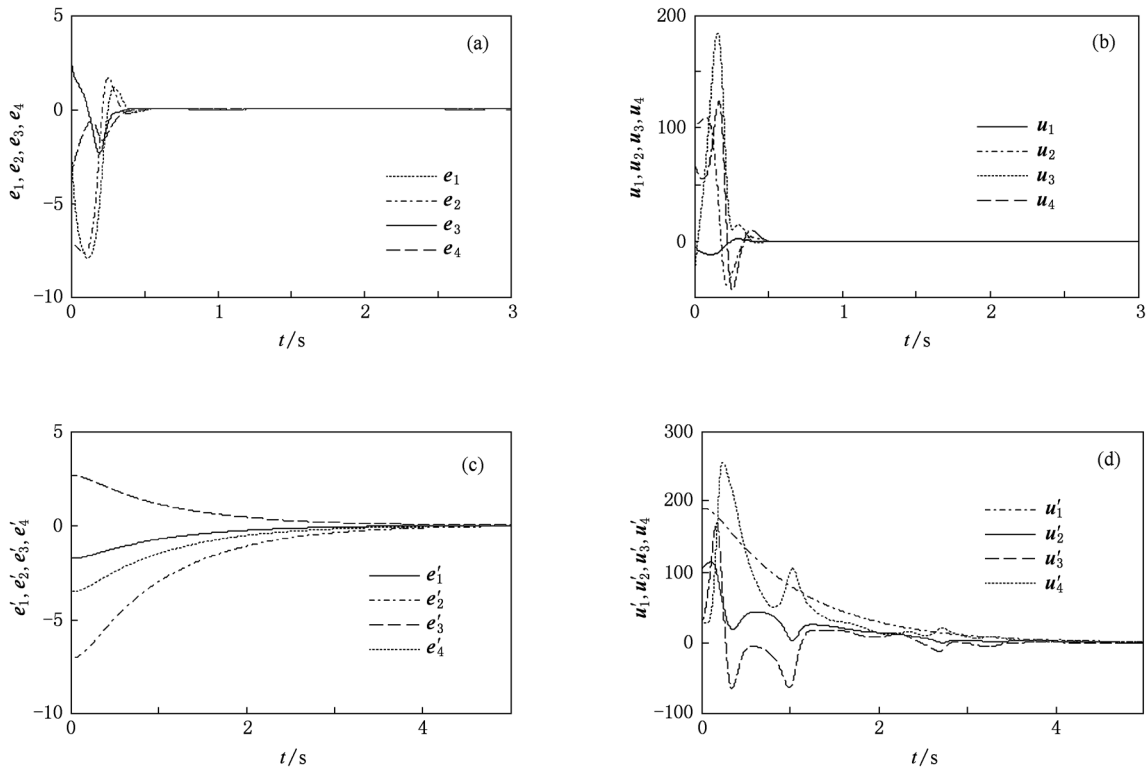 5
(a)
0
e1, e2, e3, e4
−5
e1
e2
e3
e4
−10
0
1
2
3
t/s
200
(b)
100
u1, u2, u3, u4
u1
u2
u3
u4
0
50
0
1
2
3
t/s
5
(c)
0
e′1, e′2, e′3, e′4
−5
e′1
e′2
e′3
e′4
−10
0
2
4
t/s
300
(d)
200
u′1, u′2, u′3, u′4
100
u′1
u′2
u′3
u′4
0
−100
0
2
4
t/s